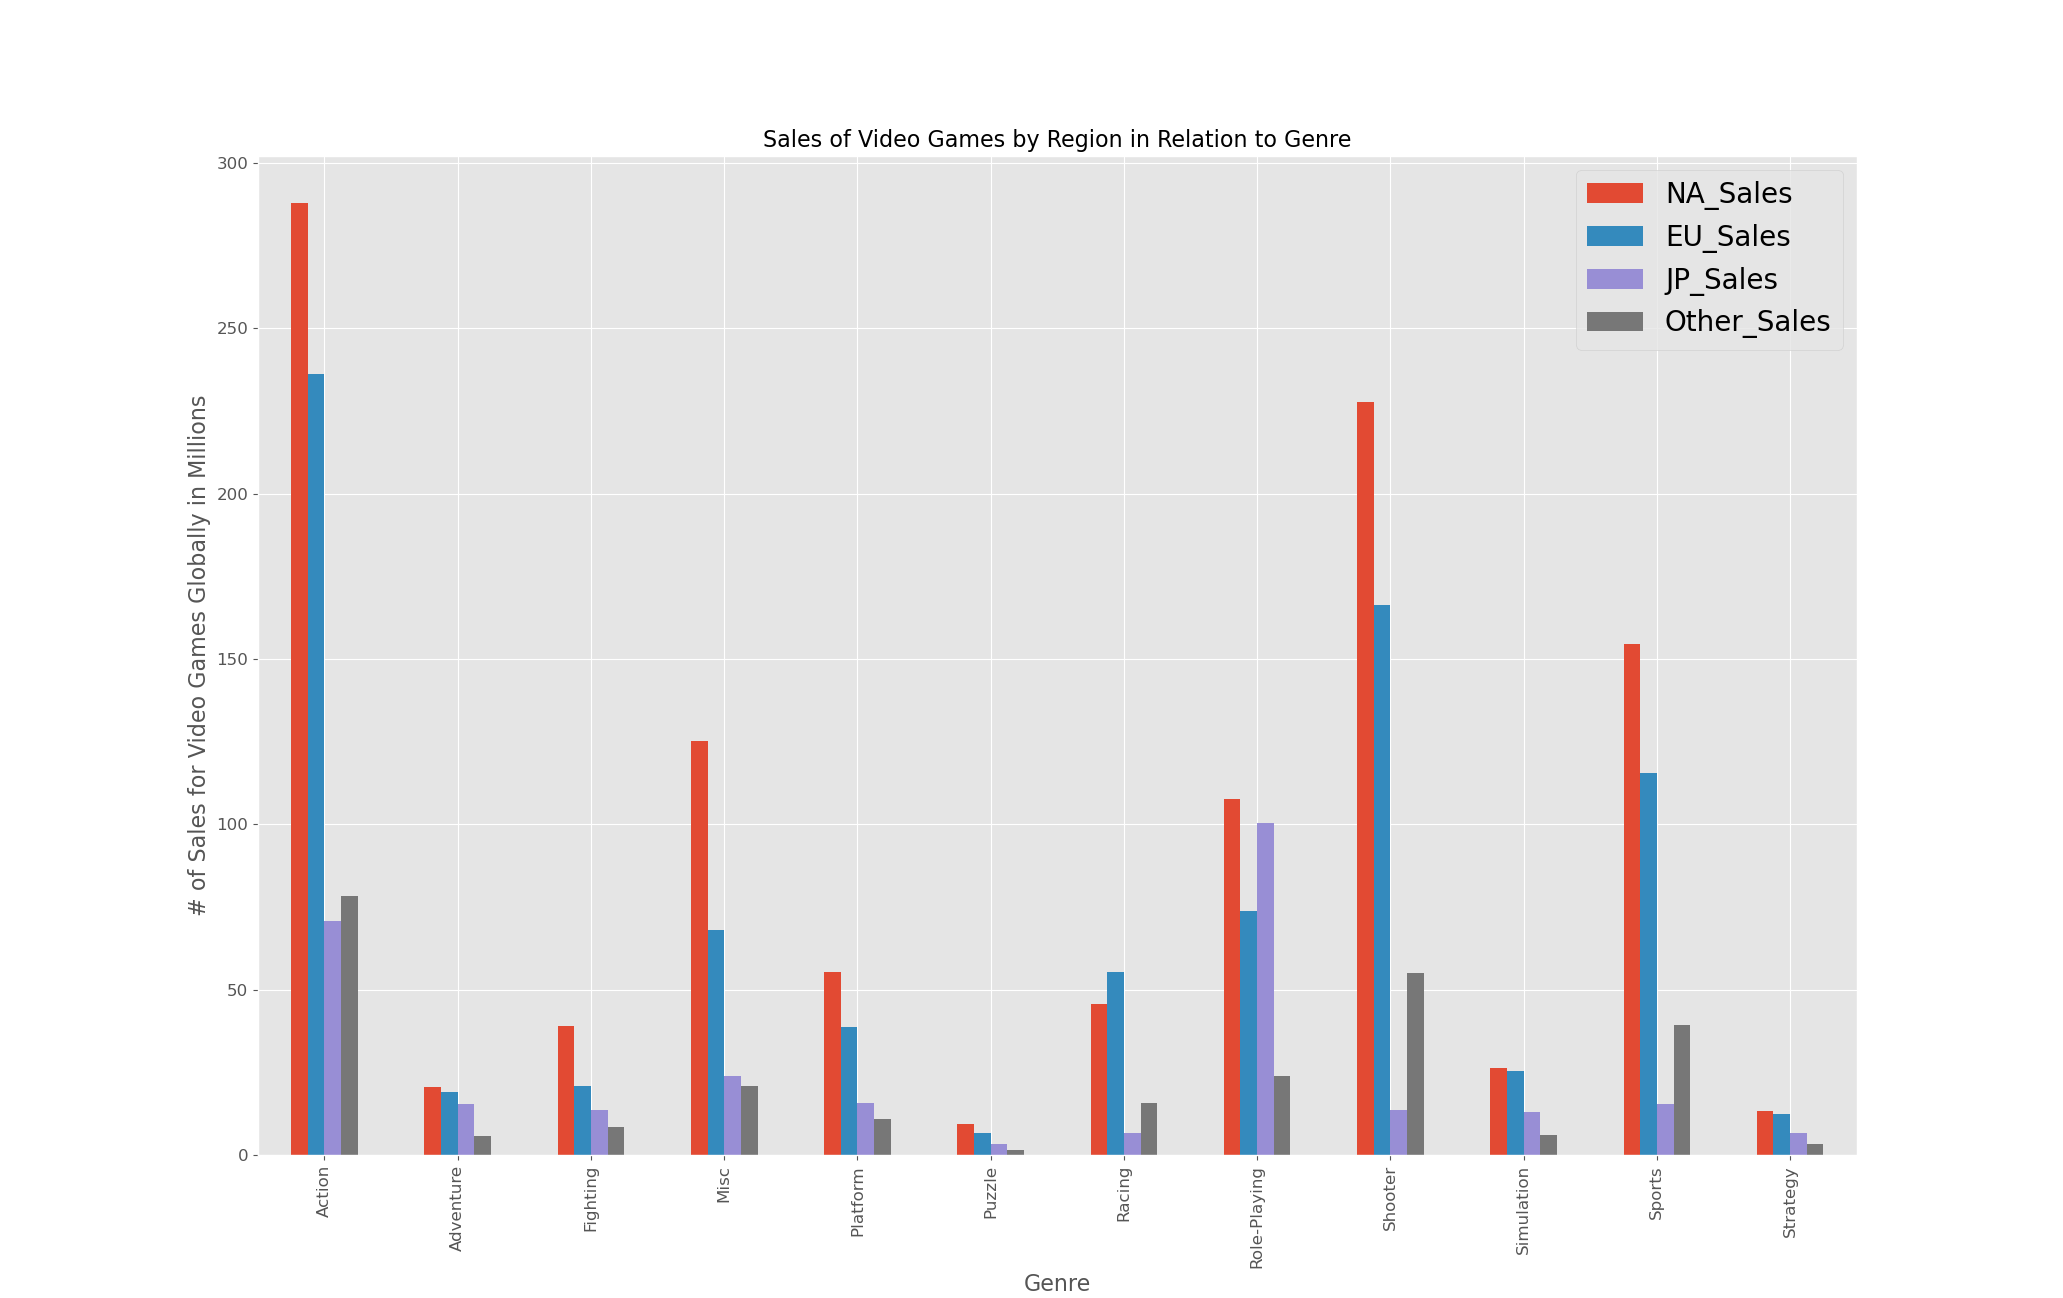 Sales of Video Games by Region in Relation to Genre
NA_Sales
EU_Sales
JP_Sales
Other_Sales
# of Sales for Video Games Globally in Millions
300
250
200
150
100
50
0
Action
Adventure
Fighting
Misc
Platform
Puzzle
Racing
Role-Playing
Shooter
Simulation
Sports
Strategy
Genre